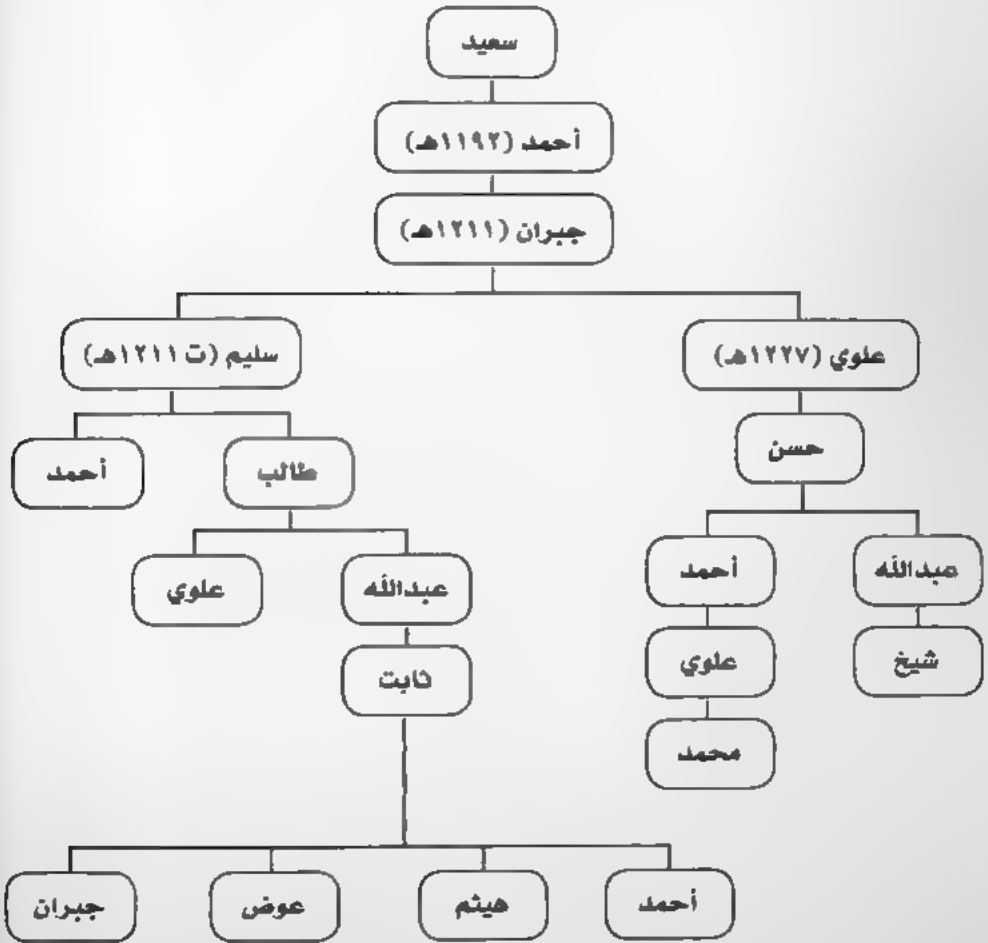 سعيد
أحمد (١١٩٢هـ)
جبران (١٢١١هـ)
علوي (١٢٢٧هـ)
سليم (ت ١٢١١هـ)
حسن
طالب
أحمد
عبدالله
أحمد
عبدالله
علوي
شيخ
علوي
ثابت
محمد
أحمد
هيثم
عوض
جبران